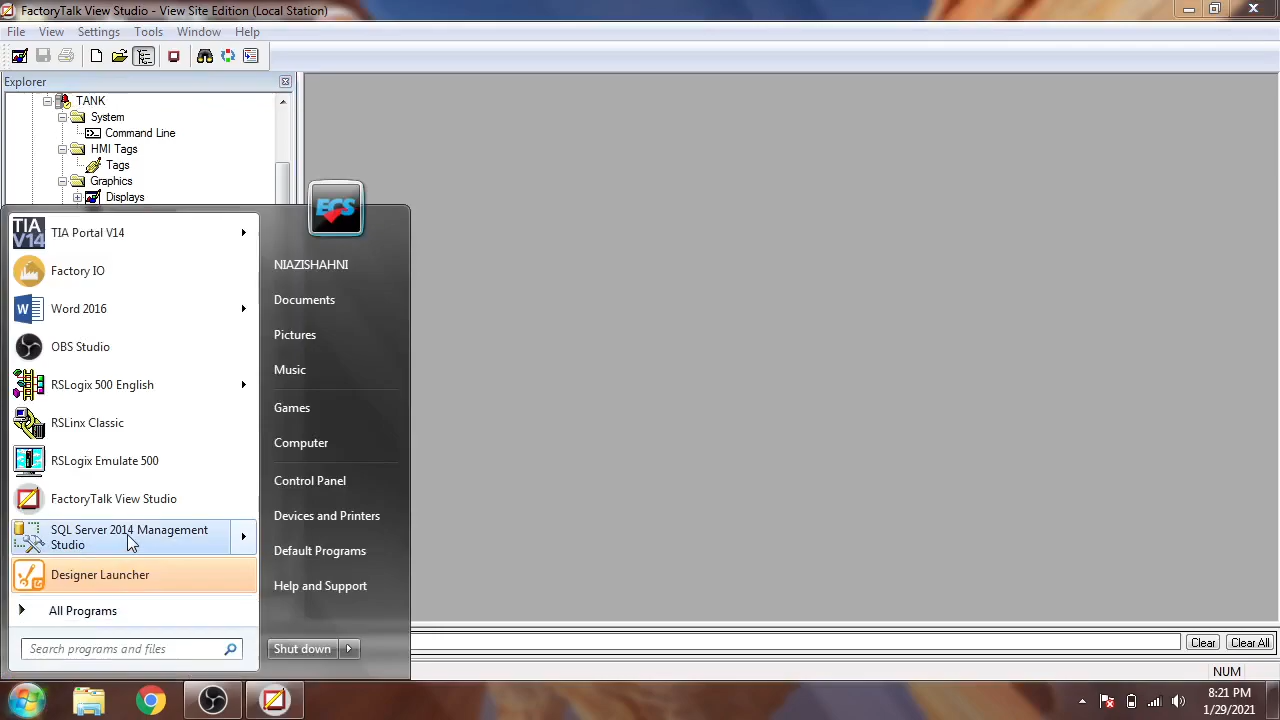 FactoryTalk View Studio - View Site Edition (Local Station)
File View Settings Tools Window Help
Explorer
TANK
System
Command Line
HMI Tags
Tags
Graphics
Displays
ECS
TIA V14
TIA Portal V14
Factory IO
Word 2016
OBS Studio
RSLogix 500 English
RSLinx Classic
RSLogix Emulate 500
FactoryTalk View Studio
SQL Server 2014 Management
Studio
Designer Launcher
All Programs
Search programs and files
NIAZISHAHNI
Documents
Pictures
Music
Games
Computer
Control Panel
Devices and Printers
Default Programs
Help and Support
Shut down
Clear Clear All
NUM
8:21 PM
1/29/2021